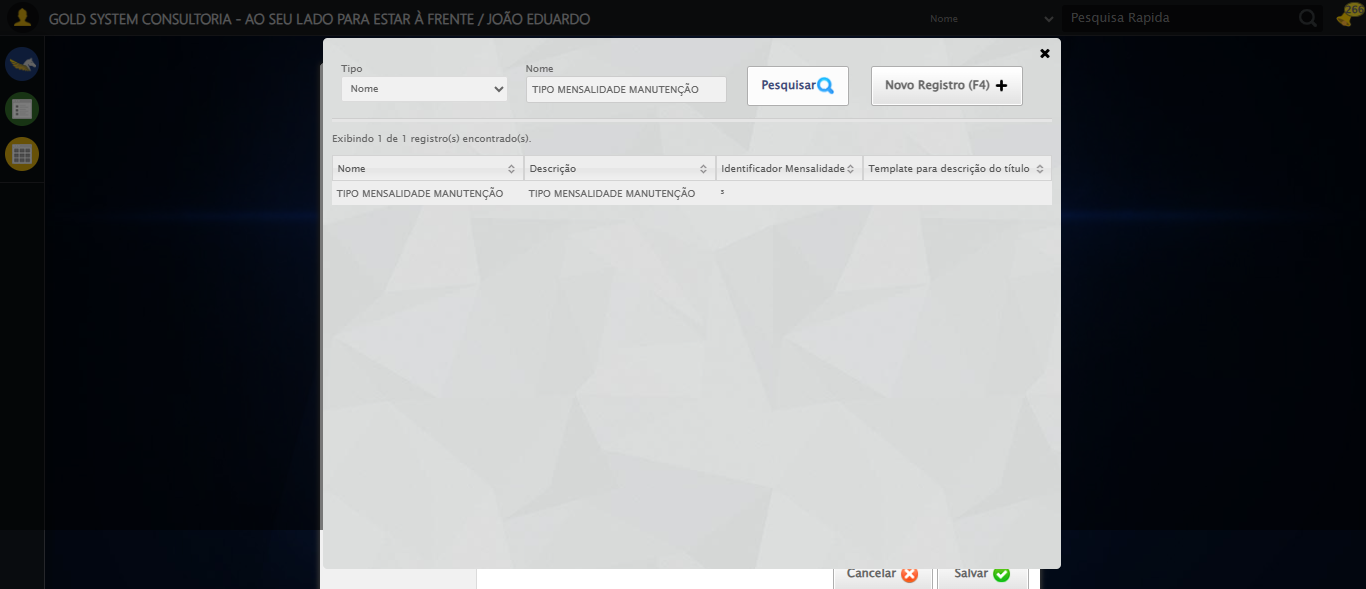 GOLD SYSTEM CONSULTORIA - AO SEU LADO PARA ESTAR À FRENTE / JOÃO EDUARDO
Nome
Pesquisa Rapida
266
Tipo
Nome
Nome
TIPO MENSALIDADE MANUTENÇÃO
Pesquisar
Novo Registro (F4)
Exibindo 1 de 1 registro(s) encontrado(s).
Nome Descrição Identificador Mensalidade Template para descrição do título
TIPO MENSALIDADE MANUTENÇÃO TIPO MENSALIDADE MANUTENÇÃO s
Cancelar Salvar